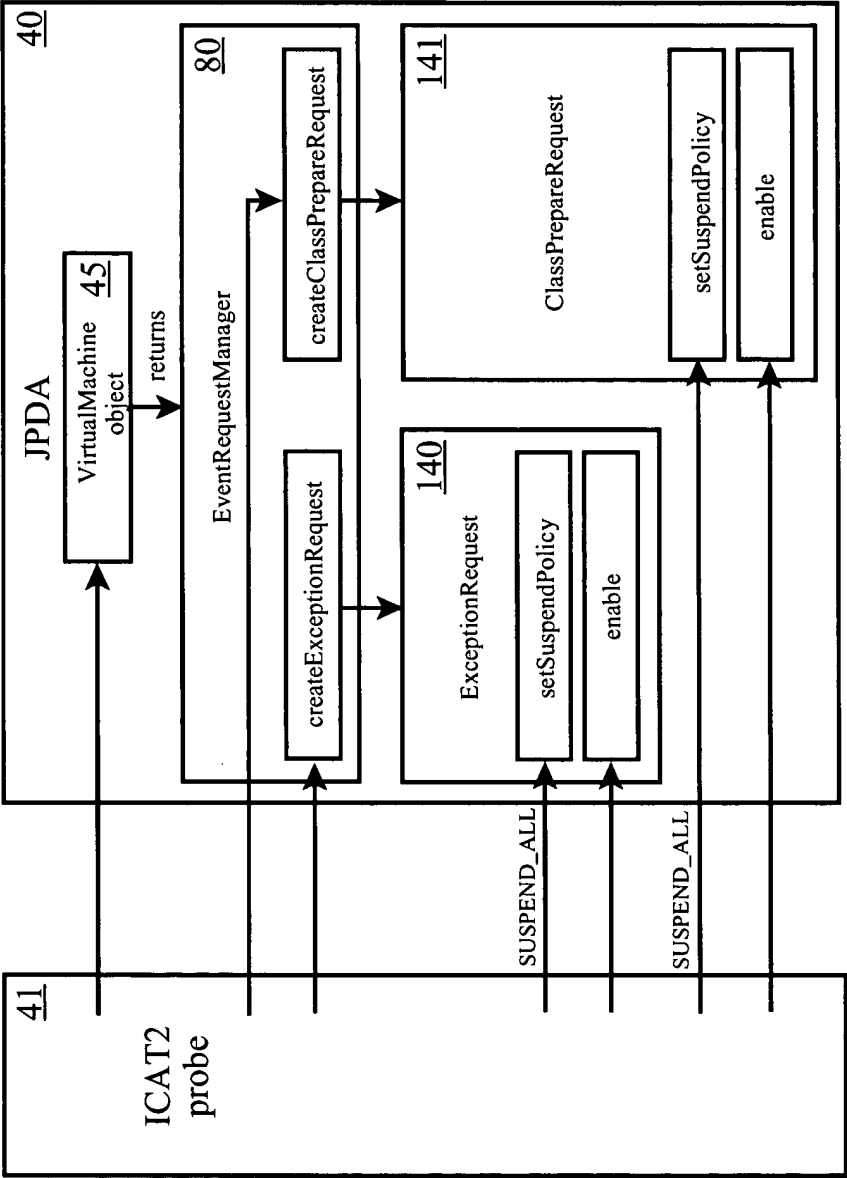 41
ICAT2
probe
SUSPEND_ALL
SUSPEND_ALL
40
JPDA
VirtualMachine
object
45
returns
80
EventRequestManager
createExceptionRequest
createClassPrepareRequest
140
ExceptionRequest
setSuspendPolicy
enable
141
ClassPrepareRequest
setSuspendPolicy
enable